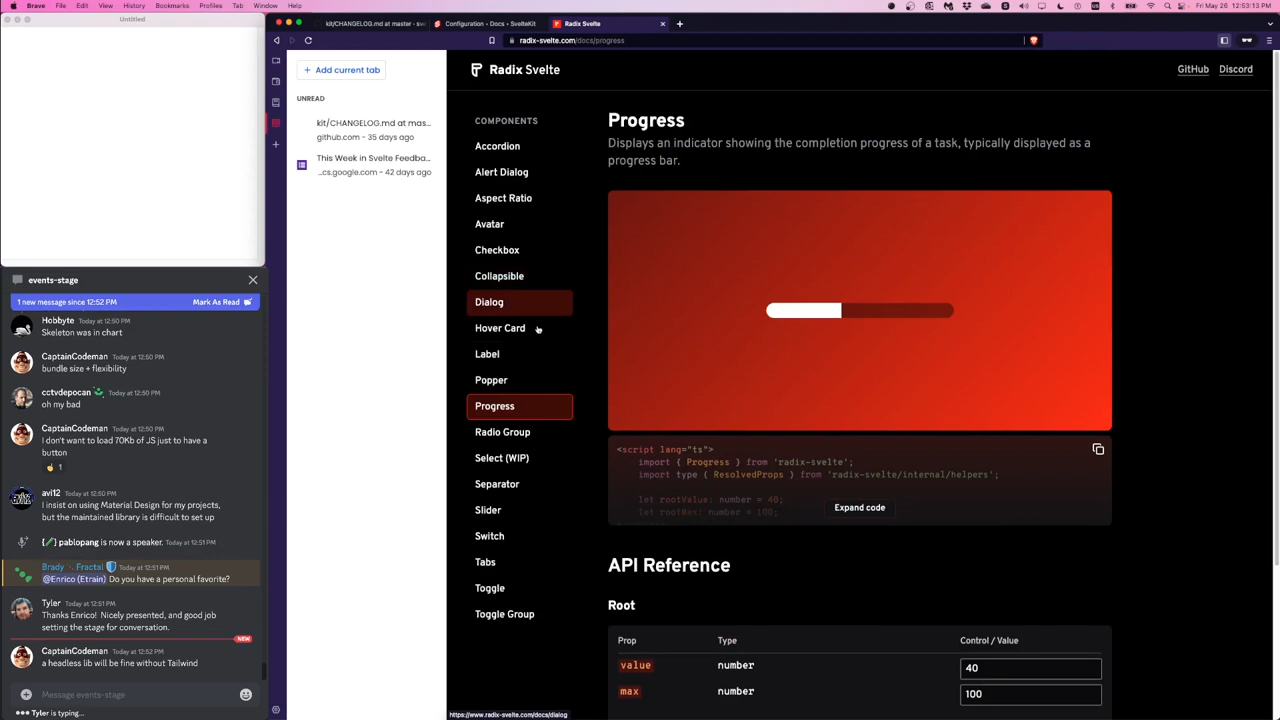 Brave File Edit View History Bookmarks Profiles Tab Window Help
Fri May 26 12:53:13 PM
Untitled
kit/CHANGELOG.md at master · sve
Configuration • Docs • SvelteKit
Radix Svelte
radix-svelte.com/docs/progress
Add current tab
UNREAD
kit/CHANGELOG.md at mas...
github.com – 35 days ago
This Week in Svelte Feedba...
...cs.google.com – 42 days ago
events-stage
1 new message since 12:52 PM
Mark As Read
Hobbyte Today at 12:50 PM
Skeleton was in chart
CaptainCodeman Today at 12:50 PM
bundle size + flexibility
cctvdepocan Today at 12:50 PM
oh my bad
CaptainCodeman Today at 12:50 PM
I don't want to load 70Kb of JS just to have a
button
1
avi12 Today at 12:50 PM
I insist on using Material Design for my projects,
but the maintained library is difficult to set up
pablopang is now a speaker. Today at 12:51 PM
Brady Fractal Today at 12:51 PM
@Enrico (Etrain) Do you have a personal favorite?
Tyler Today at 12:51 PM
Thanks Enrico! Nicely presented, and good job
setting the stage for conversation.
NEW
CaptainCodeman Today at 12:52 PM
a headless lib will be fine without Tailwind
Message events-stage
Tyler is typing...
Radix Svelte
GitHub Discord
COMPONENTS
Accordion
Alert Dialog
Aspect Ratio
Avatar
Checkbox
Collapsible
Dialog
Hover Card
Label
Popper
Progress
Radio Group
Select (WIP)
Separator
Slider
Switch
Tabs
Toggle
Toggle Group
Progress
Displays an indicator showing the completion progress of a task, typically displayed as a
progress bar.
<script lang="ts">
import { Progress } from 'radix-svelte';
import type { ResolvedProps } from 'radix-svelte/internal/helpers';
let rootValue: number = 40;
let rootMax: number = 100;
Expand code
API Reference
Root
Prop Type Control / Value
value number 40
max number 100
https://www.radix-svelte.com/docs/dialog